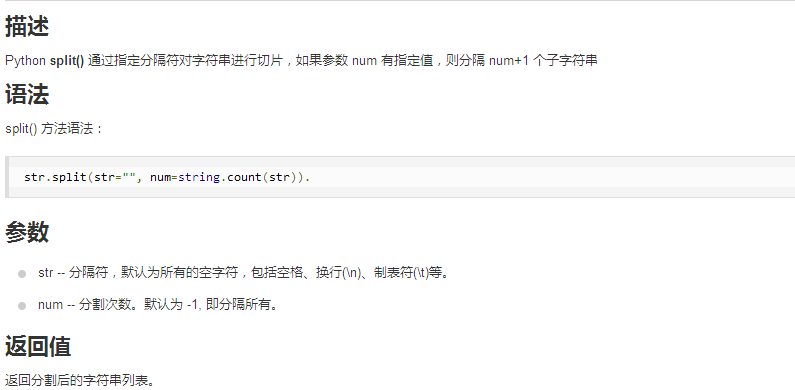 描述
Python split() 通过指定分隔符对字符串进行切片，如果参数 num 有指定值，则分隔 num+1 个子字符串
语法
split() 方法语法：
str.split(str="", num=string.count(str)).
参数
str -- 分隔符，默认为所有的空字符，包括空格、换行(\n)、制表符(\t)等。
num -- 分割次数。默认为 -1, 即分隔所有。
返回值
返回分割后的字符串列表。